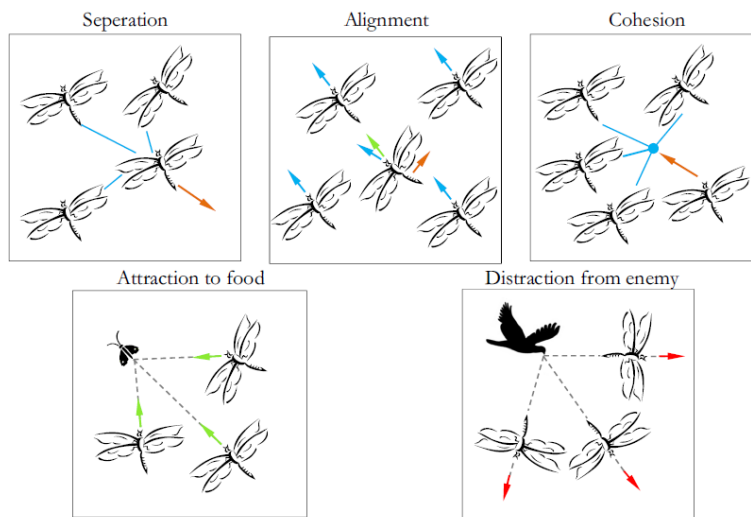 Seperation
Alignment
Cohesion
Attraction to food
Distraction from enemy